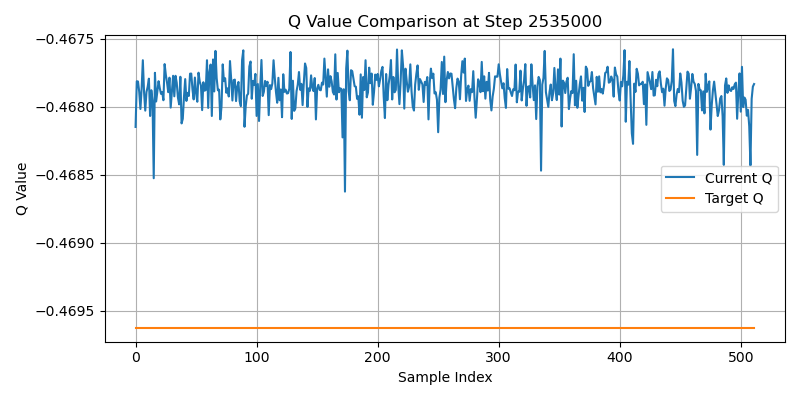 Q Value Comparison at Step 2535000
−0.4675
−0.4680
−0.4685
−0.4690
−0.4695
Q Value
Current Q
Target Q
0
100
200
300
400
500
Sample Index